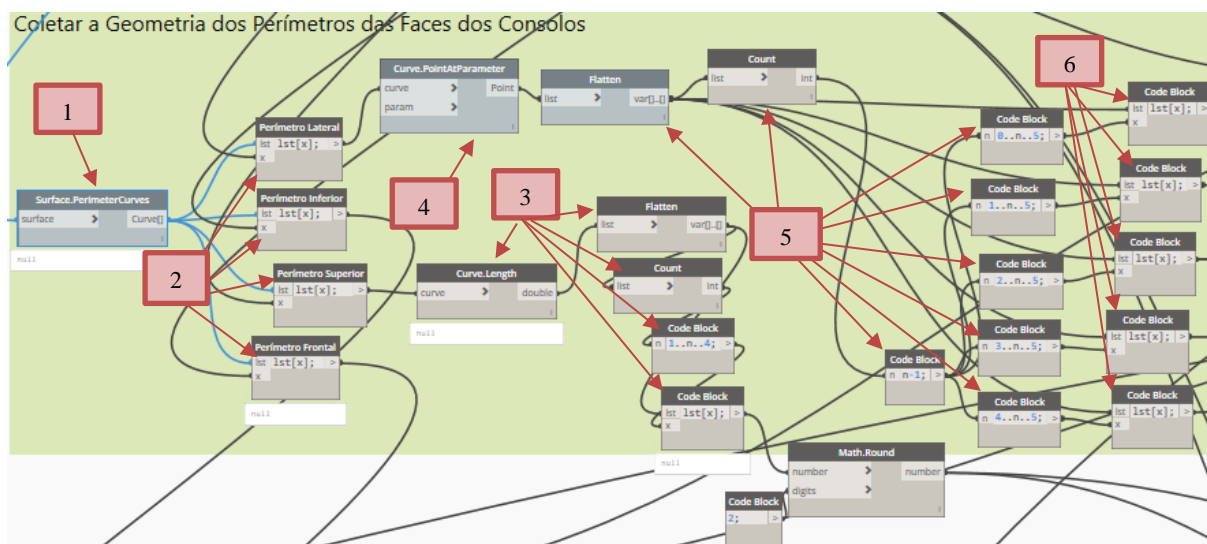 Coletar a Geometria dos Perímetros das Faces dos Consolos
1
Surface.PerimeterCurves
surface > Curve[]
null
2
Perímetro Lateral
lst lst[x]; >
x
Perímetro Inferior
lst lst[x]; >
x
Perímetro Superior
lst lst[x]; >
x
Perímetro Frontal
lst lst[x]; >
x
null
Curve.PointAtParameter
curve > Point
param >
4
Flatten
list > var[]..[]
Count
list > int
3
Flatten
list > var[]..[]
Curve.Length
curve > double
null
Count
list > int
Code Block
n 1..n..4; >
Code Block
lst lst[x]; >
x
null
5
Code Block
n 0..n..5; >
Code Block
n 1..n..5; >
Code Block
n 2..n..5; >
Code Block
n 3..n..5; >
Code Block
n n-1; >
Code Block
n 4..n..5; >
6
Code Block
lst lst[x]; >
x
Code Block
lst lst[x]; >
x
Code Block
lst lst[x]; >
x
Code Block
lst lst[x]; >
x
Code Block
lst lst[x]; >
x
Math.Round
number > number
digits >
Code Block
2; >